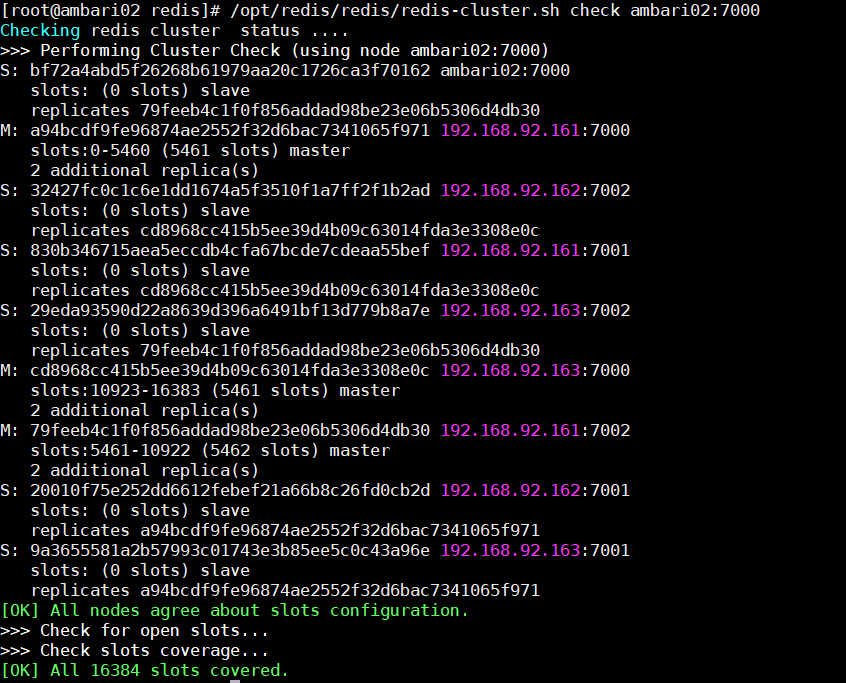 [root@ambari02 redis]# /opt/redis/redis/redis-cluster.sh check ambari02:7000
Checking redis cluster  status ....
>>> Performing Cluster Check (using node ambari02:7000)
S: bf72a4abd5f26268b61979aa20c1726ca3f70162 ambari02:7000
   slots: (0 slots) slave
   replicates 79feeb4c1f0f856addad98be23e06b5306d4db30
M: a94bcdf9fe96874ae2552f32d6bac7341065f971 192.168.92.161:7000
   slots:0-5460 (5461 slots) master
   2 additional replica(s)
S: 32427fc0c1c6e1dd1674a5f3510f1a7ff2f1b2ad 192.168.92.162:7002
   slots: (0 slots) slave
   replicates cd8968cc415b5ee39d4b09c63014fda3e3308e0c
S: 830b346715aea5eccdb4cfa67bcde7cdeaa55bef 192.168.92.161:7001
   slots: (0 slots) slave
   replicates cd8968cc415b5ee39d4b09c63014fda3e3308e0c
S: 29eda93590d22a8639d396a6491bf13d779b8a7e 192.168.92.163:7002
   slots: (0 slots) slave
   replicates 79feeb4c1f0f856addad98be23e06b5306d4db30
M: cd8968cc415b5ee39d4b09c63014fda3e3308e0c 192.168.92.163:7000
   slots:10923-16383 (5461 slots) master
   2 additional replica(s)
M: 79feeb4c1f0f856addad98be23e06b5306d4db30 192.168.92.161:7002
   slots:5461-10922 (5462 slots) master
   2 additional replica(s)
S: 20010f75e252dd6612febef21a66b8c26fd0cb2d 192.168.92.162:7001
   slots: (0 slots) slave
   replicates a94bcdf9fe96874ae2552f32d6bac7341065f971
S: 9a3655581a2b57993c01743e3b85ee5c0c43a96e 192.168.92.163:7001
   slots: (0 slots) slave
   replicates a94bcdf9fe96874ae2552f32d6bac7341065f971
[OK] All nodes agree about slots configuration.
>>> Check for open slots...
>>> Check slots coverage...
[OK] All 16384 slots covered.